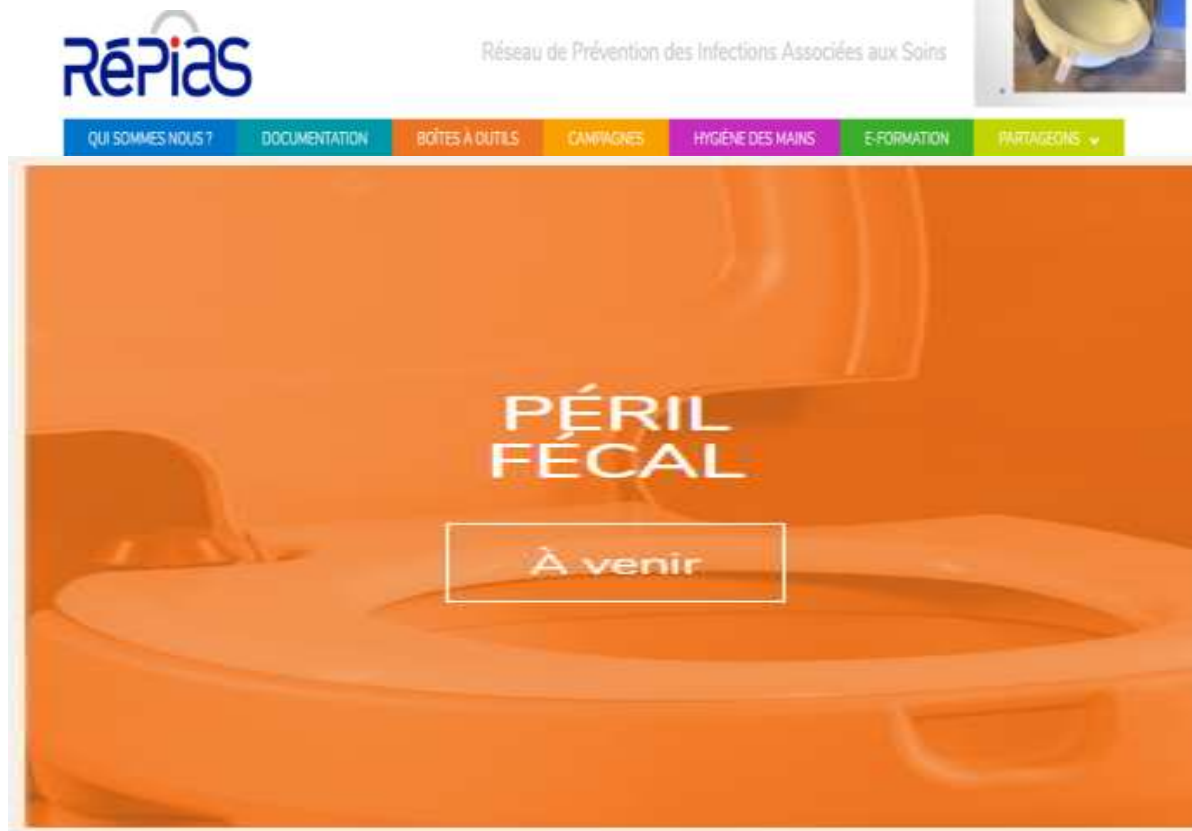 RéPias
Réseau de Prévention des Infections Associées aux Soins
QUI SOMMES NOUS ? DOCUMENTATION BOÎTES À OUTILS CAMPAGNES HYGIÈNE DES MAINS E-FORMATION PARTAGEONS
PÉRIL
FÉCAL
À venir